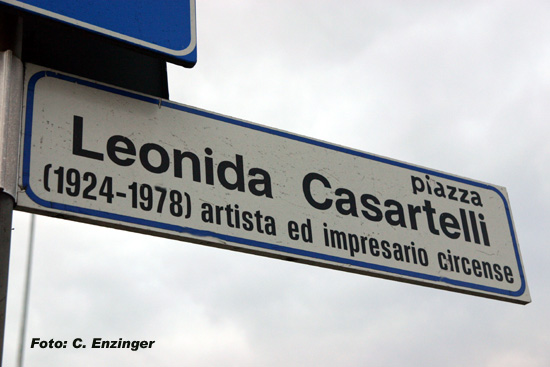 piazza
Leonida Casartelli
(1924-1978) artista ed impresario circense
Foto: C. Enzinger